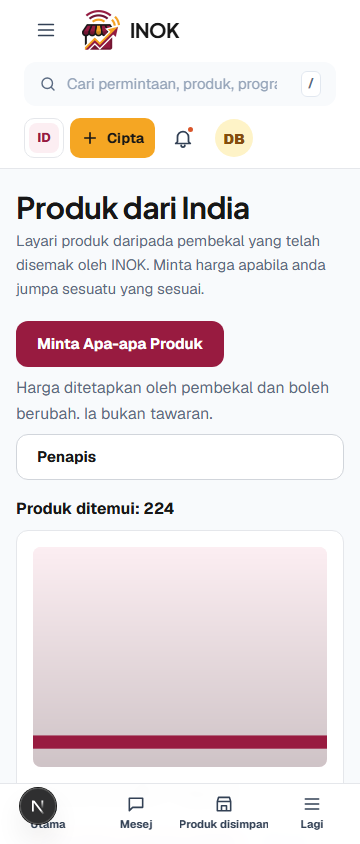 INOK
Cari permintaan, produk, progra
/
ID
+ Cipta
DB
Produk dari India
Layari produk daripada pembekal yang telah
disemak oleh INOK. Minta harga apabila anda
jumpa sesuatu yang sesuai.
Minta Apa-apa Produk
Harga ditetapkan oleh pembekal dan boleh
berubah. Ia bukan tawaran.
Penapis
Produk ditemui: 224
N
Utama
Mesej
Produk disimpan
Lagi